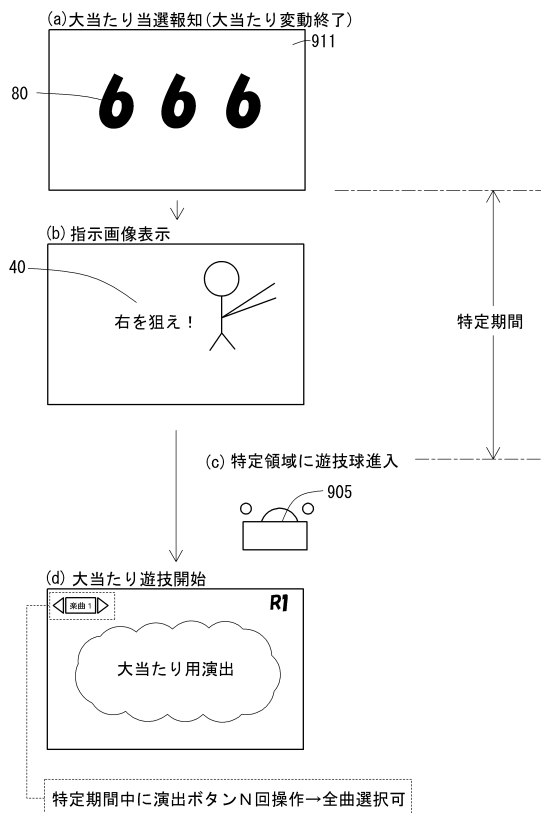 (a)大当たり当選報知(大当たり変動終了)
911
80
6 6 6
(b)指示画像表示
40
右を狙え！
特定期間
(c) 特定領域に遊技球進入
905
(d) 大当たり遊技開始
楽曲1
R1
大当たり用演出
特定期間中に演出ボタンN回操作→全曲選択可